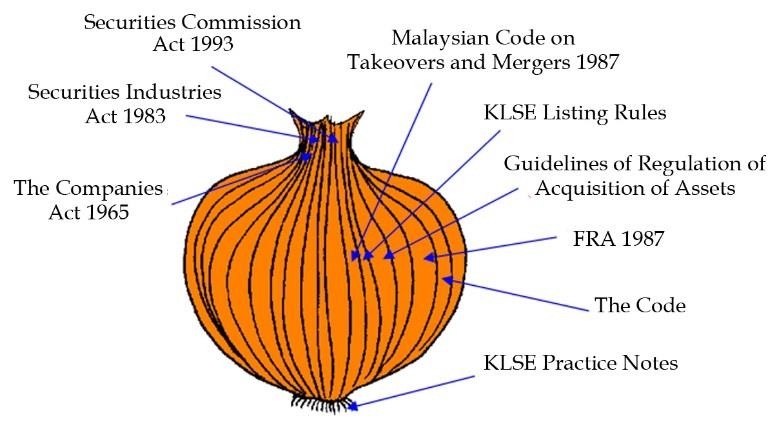 Securities Commission
Act 1993
Malaysian Code on
Takeovers and Mergers 1987
Securities Industries
Act 1983
KLSE Listing Rules
Guidelines of Regulation of
Acquisition of Assets
The Companies
Act 1965
FRA 1987
The Code
KLSE Practice Notes